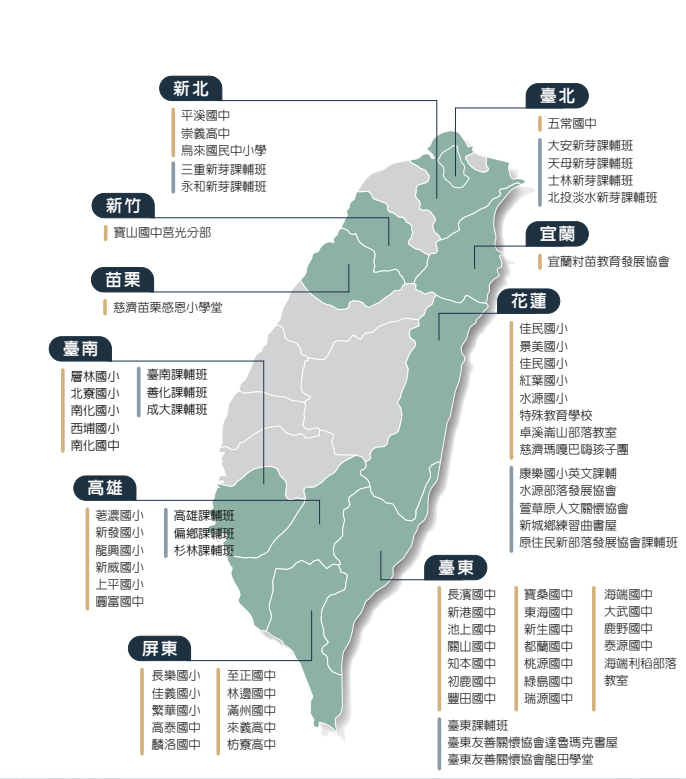 新北
平溪國中
崇義高中
烏來國民中小學
三重新芽課輔班
永和新芽課輔班
臺北
五常國中
大安新芽課輔班
天母新芽課輔班
士林新芽課輔班
北投淡水新芽課輔班
新竹
寶山國中莒光分部
宜蘭
宜蘭籽苗教育發展協會
苗栗
慈濟苗栗感恩小學堂
花蓮
佳民國小
景美國小
佳民國小
紅葉國小
水源國小
特殊教育學校
卓溪崙山部落教室
慈濟瑪嘎巴嗨孩子團
康樂國小英文課輔
水源部落發展協會
萱草原人文關懷協會
新城鄉練習曲書屋
原住民新部落發展協會課輔班
臺南
層林國小
北寮國小
南化國小
西埔國小
南化國中
臺南課輔班
善化課輔班
成大課輔班
高雄
荖濃國小
新發國小
龍興國小
新威國小
上平國小
圓富國中
高雄課輔班
偏鄉課輔班
杉林課輔班
臺東
長濱國中
新港國中
池上國中
關山國中
知本國中
初鹿國中
豐田國中
寶桑國中
東海國中
新生國中
都蘭國中
桃源國中
綠島國中
瑞源國中
海端國中
大武國中
鹿野國中
泰源國中
海端利稻部落
教室
臺東課輔班
臺東友善關懷協會達魯瑪克書屋
臺東友善關懷協會龍田學堂
屏東
長樂國小
佳義國小
繁華國小
高泰國中
麟洛國中
至正國中
林邊國中
滿州國中
來義高中
枋寮高中